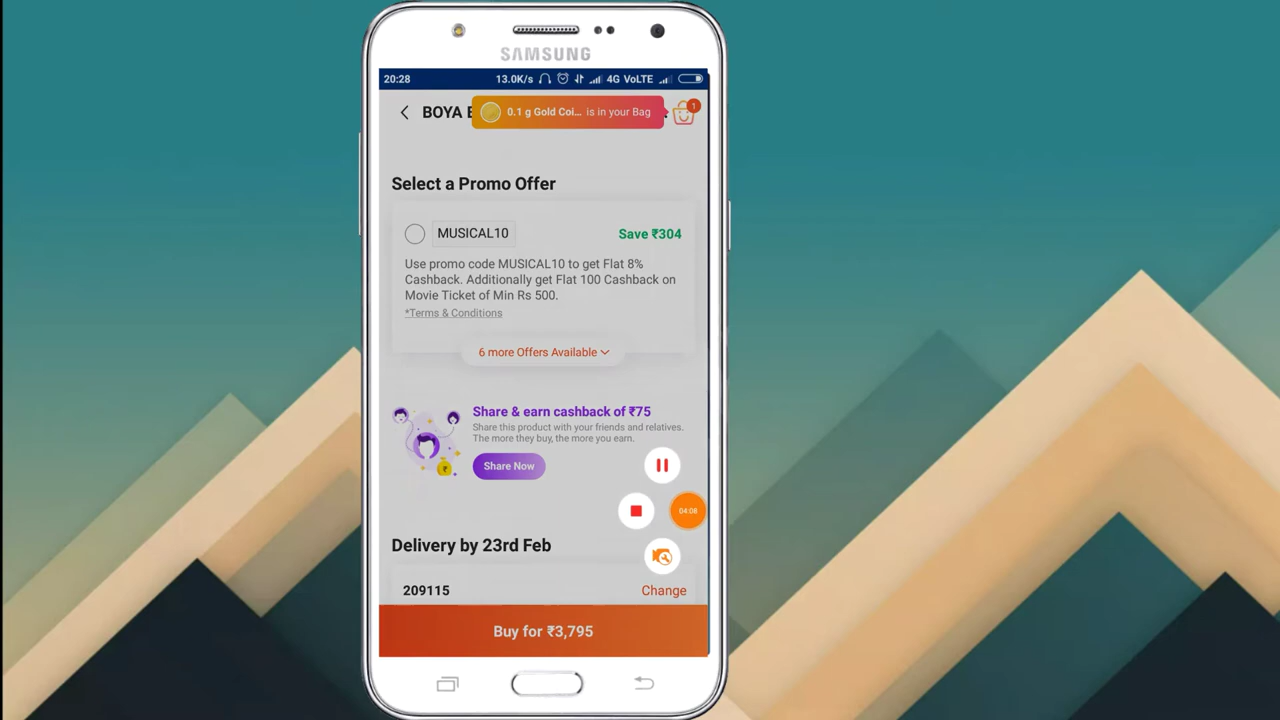 SAMSUNG
20:28
13.0K/s 4G VoLTE
BOYA
0.1 g Gold Coi... is in your Bag
1
Select a Promo Offer
MUSICAL10
Save ₹304
Use promo code MUSICAL10 to get Flat 8%
Cashback. Additionally get Flat 100 Cashback on
Movie Ticket of Min Rs 500.
*Terms & Conditions
6 more Offers Available
Share & earn cashback of ₹75
Share this product with your friends and relatives.
The more they buy, the more you earn.
Share Now
04:08
Delivery by 23rd Feb
209115
Change
Buy for ₹3,795